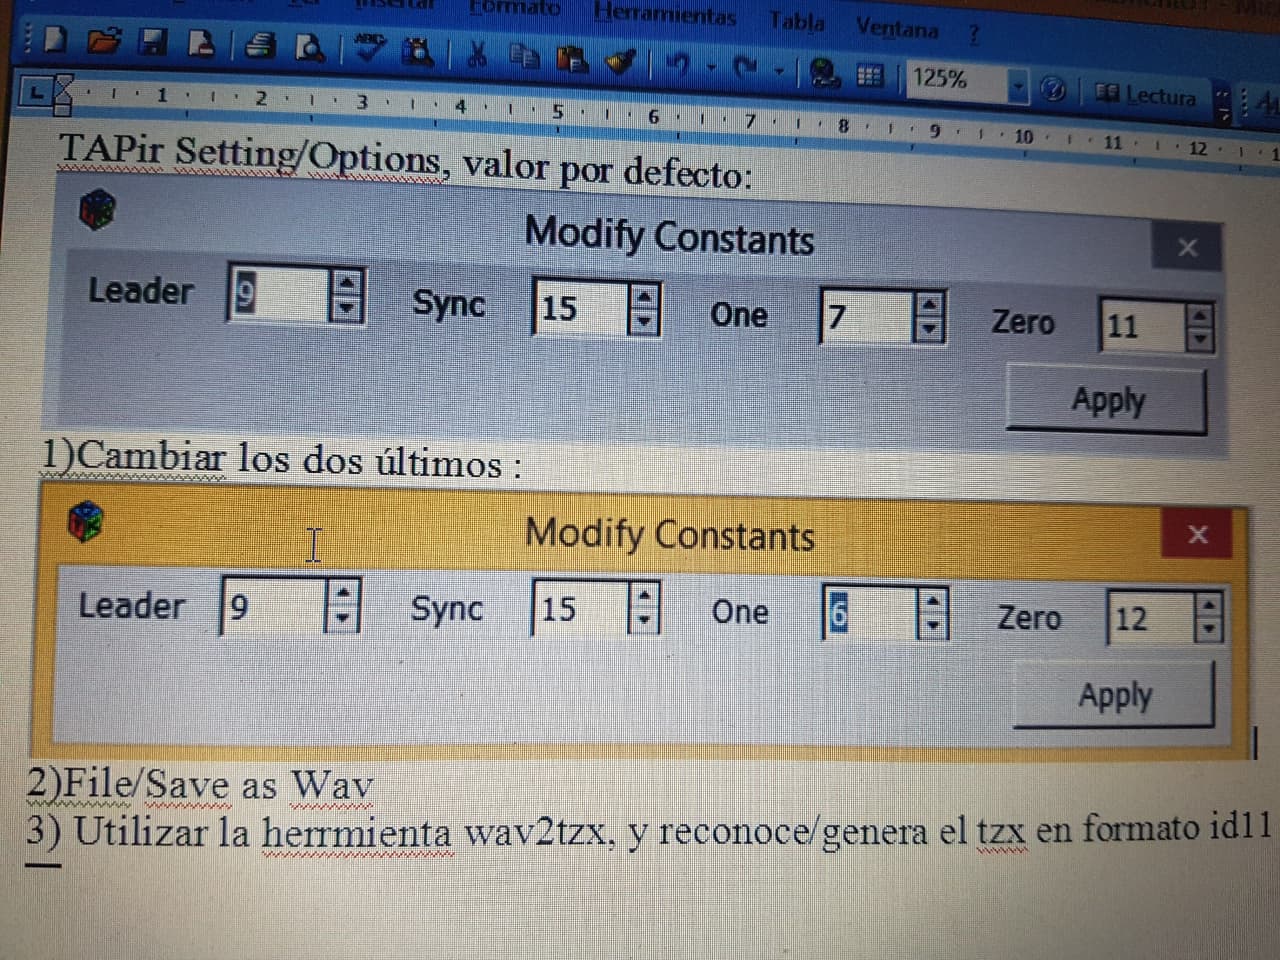 Formato Herramientas Tabla Ventana ?
ABC 125% Lectura
L 1 2 3 4 5 6 7 8 9 10 11 12
TAPir Setting/Options, valor por defecto:
Modify Constants x
Leader 9 Sync 15 One 7 Zero 11
Apply
1)Cambiar los dos últimos :
Modify Constants x
Leader 9 Sync 15 One 6 Zero 12
Apply
2)File/Save as Wav
3) Utilizar la herrmienta wav2tzx, y reconoce/genera el tzx en formato id11